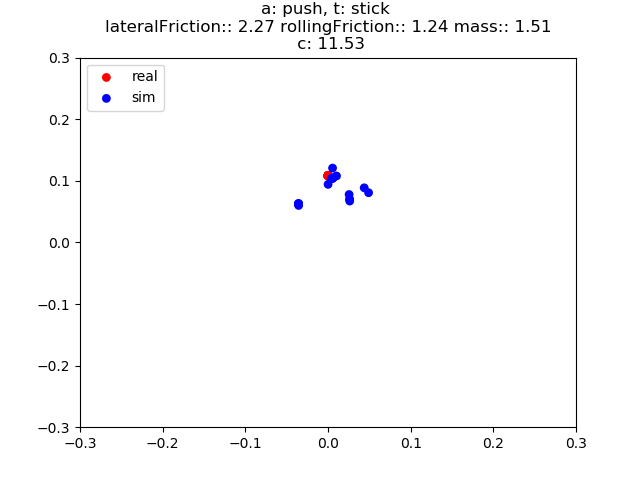 a: push, t: stick
lateralFriction:: 2.27 rollingFriction:: 1.24 mass:: 1.51
c: 11.53
real
sim
0.3
0.2
0.1
0.0
−0.1
−0.2
−0.3
−0.3 −0.2 −0.1 0.0 0.1 0.2 0.3